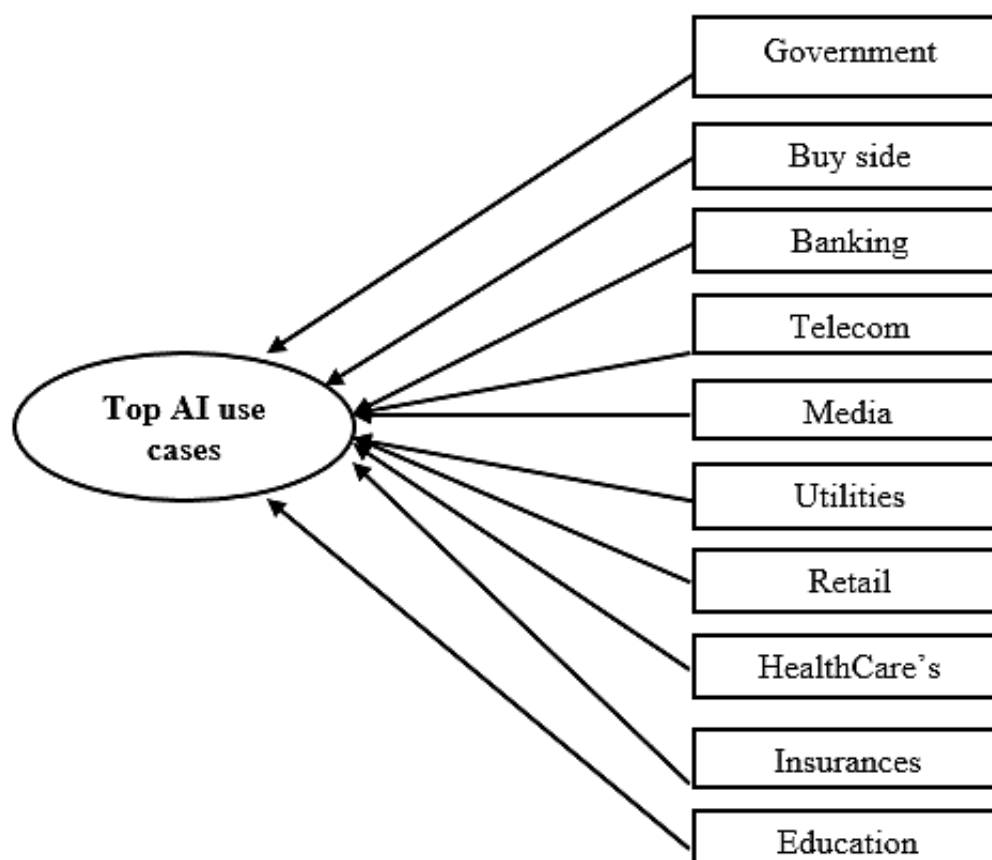 Government
Buy side
Banking
Telecom
Top AI use
cases
Media
Utilities
Retail
HealthCare’s
Insurances
Education